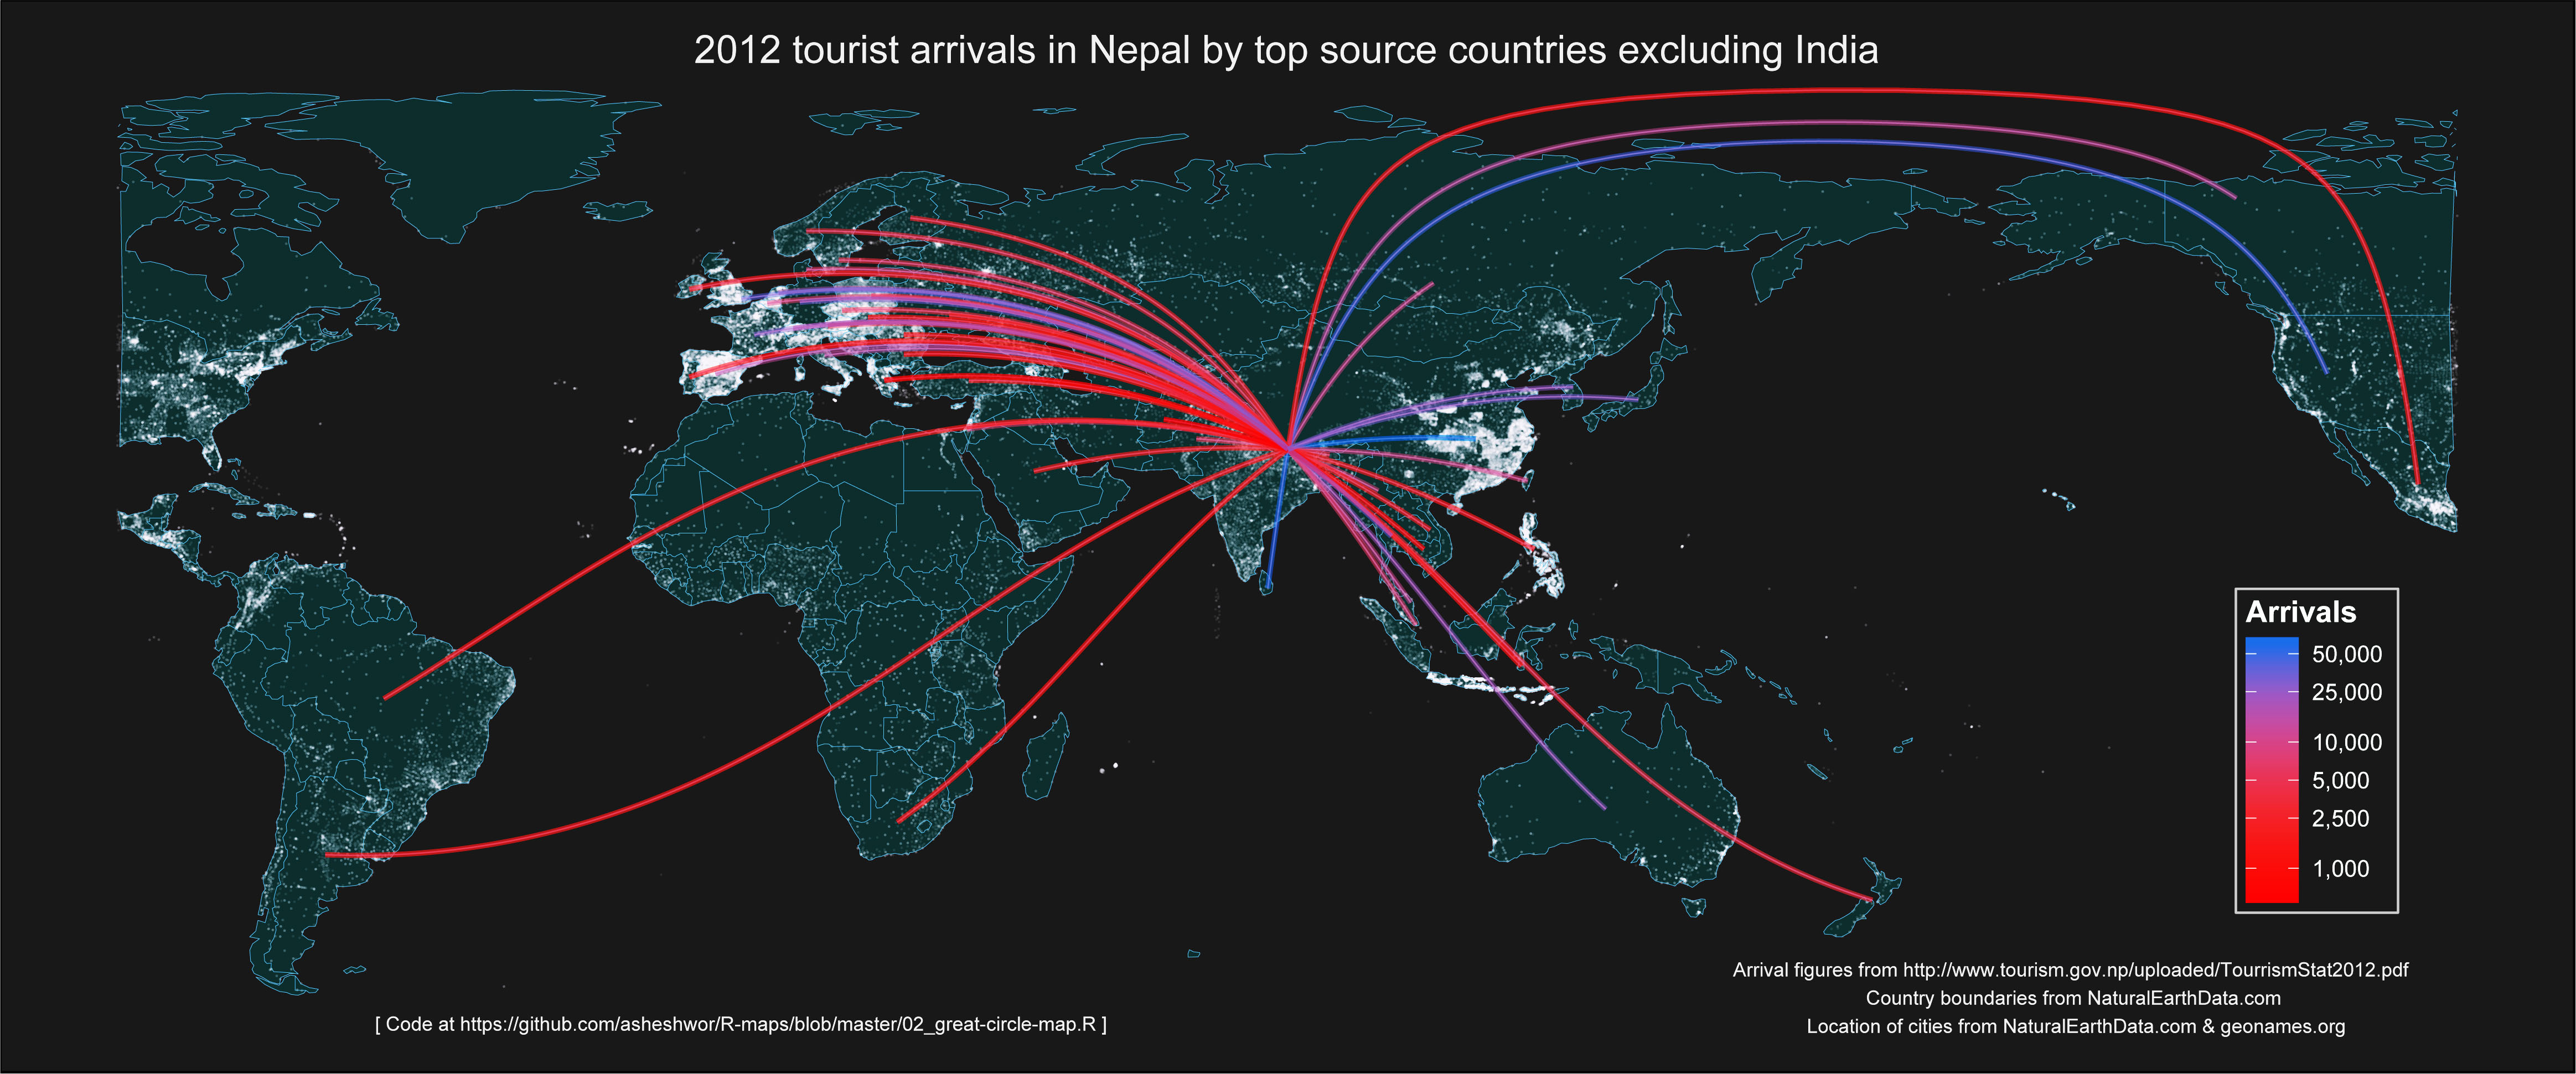 2012 tourist arrivals in Nepal by top source countries excluding India
Arrivals
50,000
25,000
10,000
5,000
2,500
1,000
Arrival figures from http://www.tourism.gov.np/uploaded/TourrismStat2012.pdf
Country boundaries from NaturalEarthData.com
Location of cities from NaturalEarthData.com & geonames.org
[ Code at https://github.com/asheshwor/R-maps/blob/master/02_great-circle-map.R ]